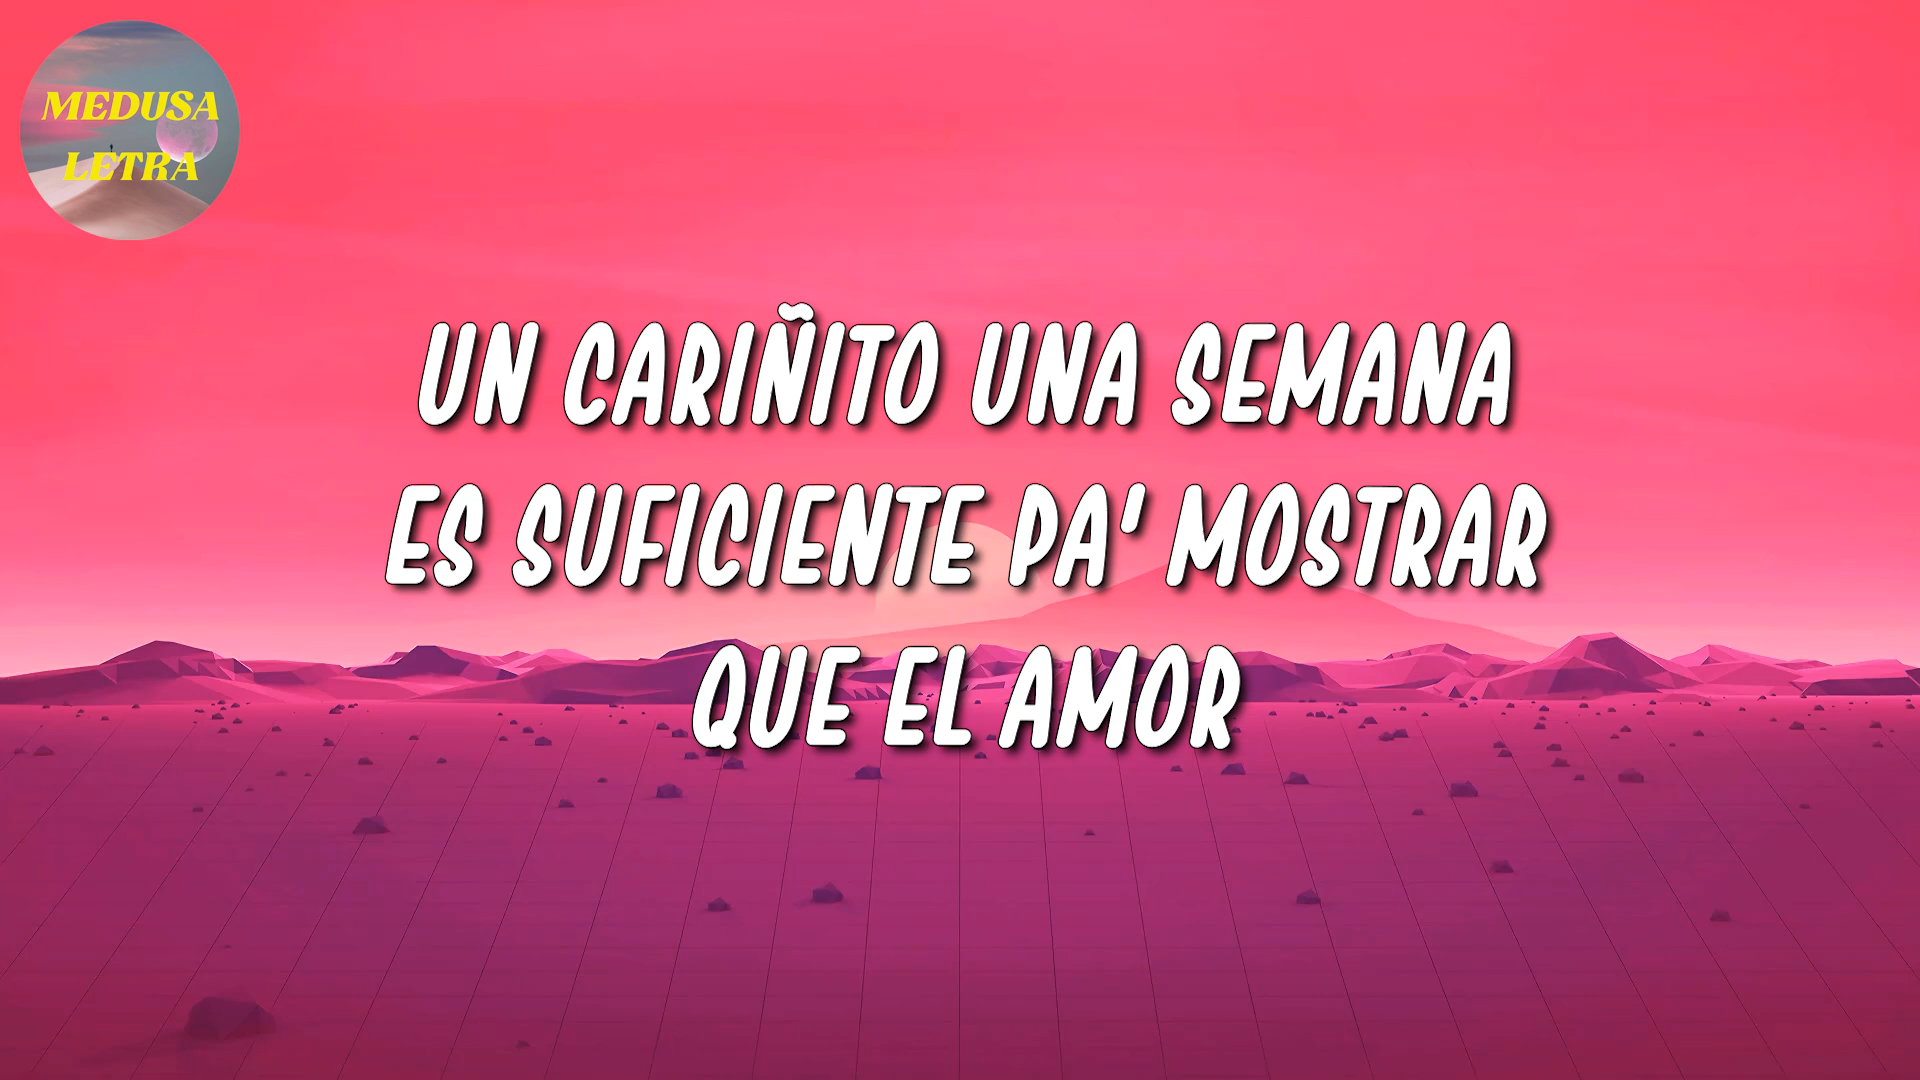 MEDUSA
LETRA
UN CARIÑITO UNA SEMANA
ES SUFICIENTE PA' MOSTRAR
QUE EL AMOR